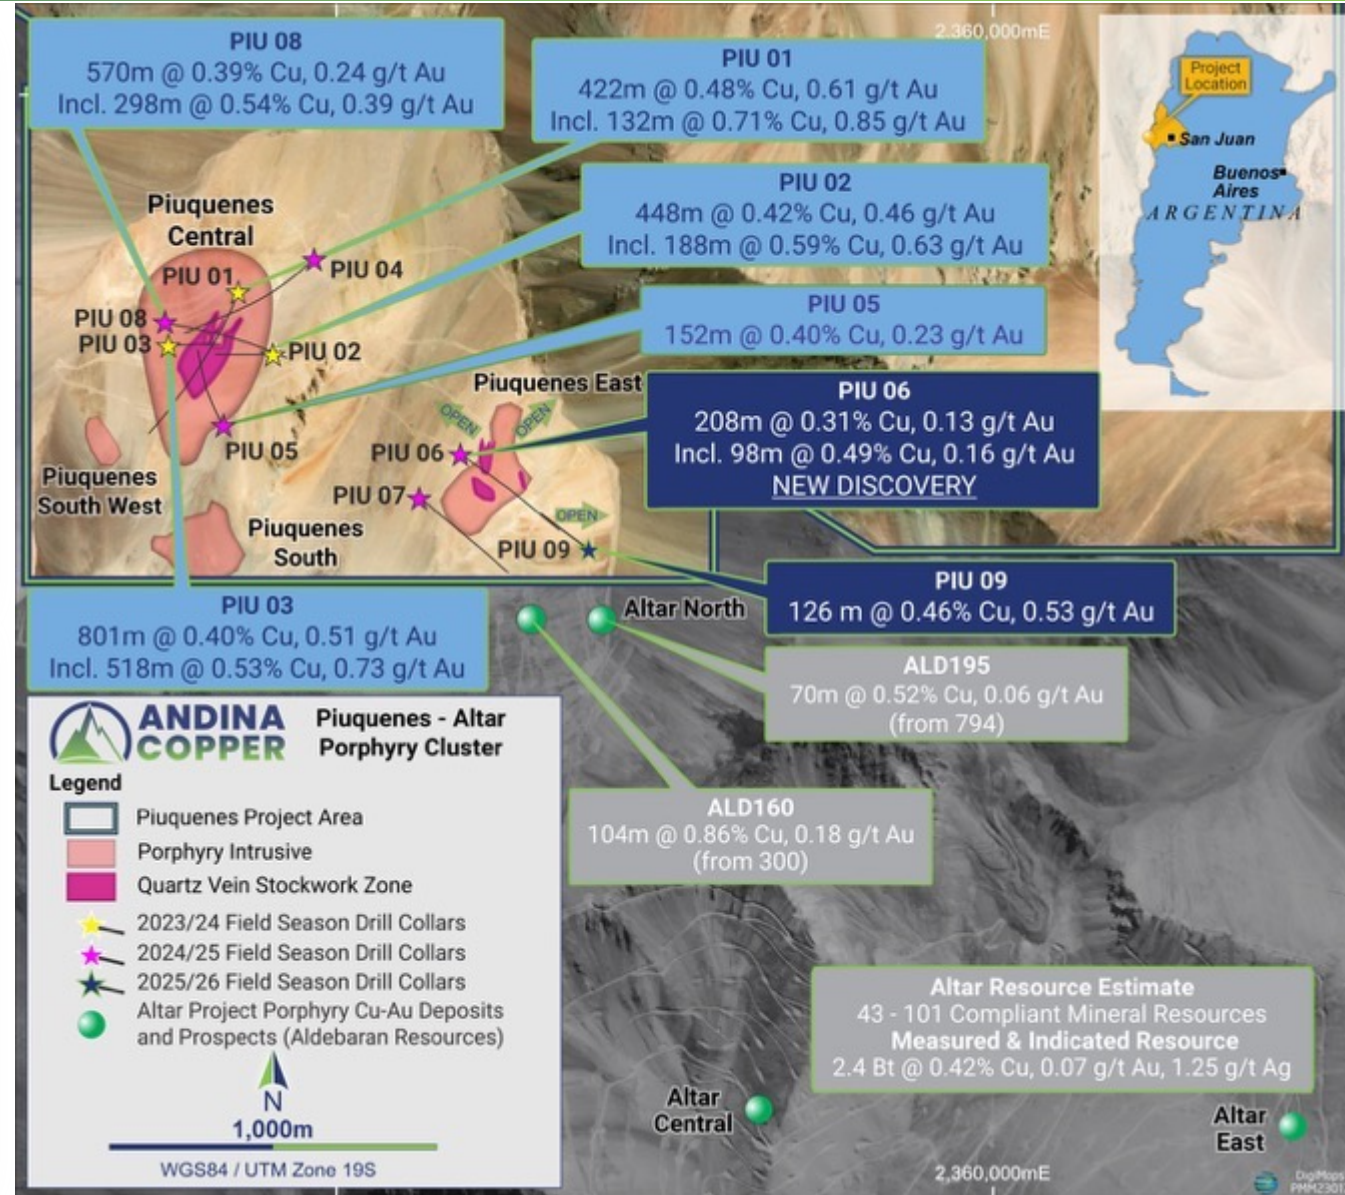 PIU 08
570m @ 0.39% Cu, 0.24 g/t Au
Incl. 298m @ 0.54% Cu, 0.39 g/t Au
2,360,000mE
PIU 01
422m @ 0.48% Cu, 0.61 g/t Au
Incl. 132m @ 0.71% Cu, 0.85 g/t Au
PIU 02
448m @ 0.42% Cu, 0.46 g/t Au
Incl. 188m @ 0.59% Cu, 0.63 g/t Au
PIU 05
152m @ 0.40% Cu, 0.23 g/t Au
PIU 06
208m @ 0.31% Cu, 0.13 g/t Au
Incl. 98m @ 0.49% Cu, 0.16 g/t Au
NEW DISCOVERY
Project
Location
San Juan
Buenos
Aires
ARGENTINA
Piuquenes
Central
PIU 01
PIU 04
PIU 08
PIU 03
PIU 02
PIU 05
Piuquenes East
OPEN
OPEN
PIU 06
PIU 07
OPEN
PIU 09
Piuquenes
South West
Piuquenes
South
PIU 09
126 m @ 0.46% Cu, 0.53 g/t Au
PIU 03
801m @ 0.40% Cu, 0.51 g/t Au
Incl. 518m @ 0.53% Cu, 0.73 g/t Au
Altar North
ALD195
70m @ 0.52% Cu, 0.06 g/t Au
(from 794)
ALD160
104m @ 0.86% Cu, 0.18 g/t Au
(from 300)
ANDINA
COPPER
Piuquenes - Altar
Porphyry Cluster
Legend
Piuquenes Project Area
Porphyry Intrusive
Quartz Vein Stockwork Zone
2023/24 Field Season Drill Collars
2024/25 Field Season Drill Collars
2025/26 Field Season Drill Collars
Altar Project Porphyry Cu-Au Deposits
and Prospects (Aldebaran Resources)
N
1,000m
WGS84 / UTM Zone 19S
Altar Resource Estimate
43 - 101 Compliant Mineral Resources
Measured & Indicated Resource
2.4 Bt @ 0.42% Cu, 0.07 g/t Au, 1.25 g/t Ag
Altar
Central
Altar
East
2,360,000mE
DigiMaps
PMM2301